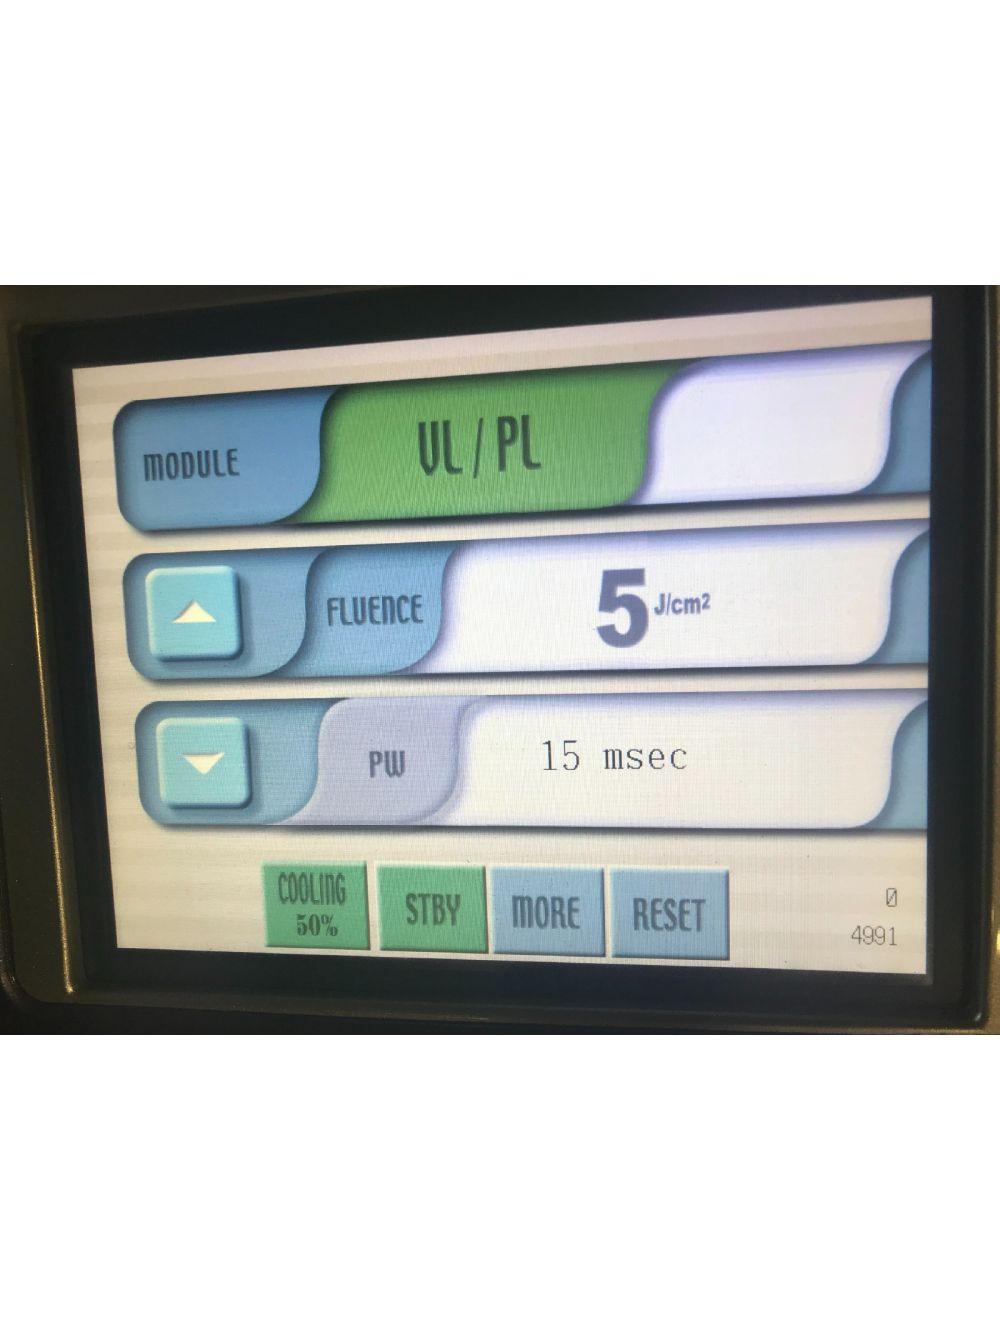 MODULE VL / PL
FLUENCE 5 J/cm²
PW 15 msec
COOLING
50%
STBY
MORE
RESET
0
4991